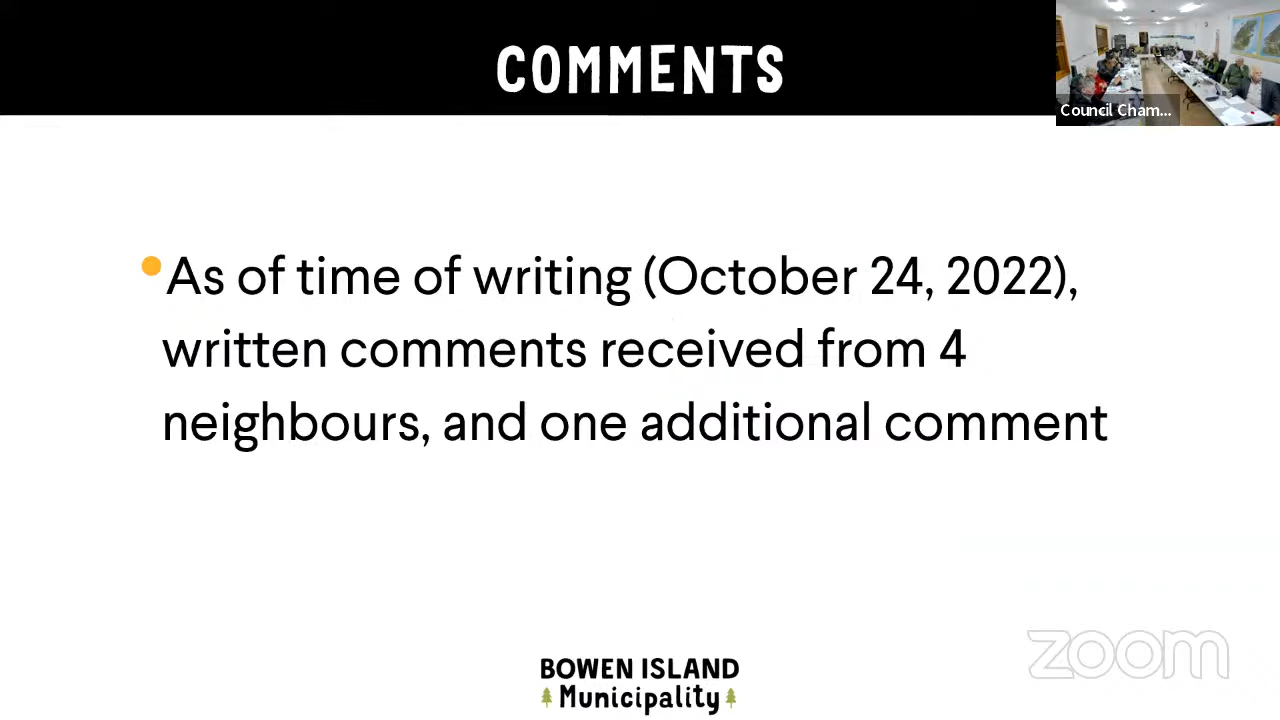 COMMENTS
Council Cham...
•As of time of writing (October 24, 2022),
written comments received from 4
neighbours, and one additional comment
zoom
BOWEN ISLAND
Municipality